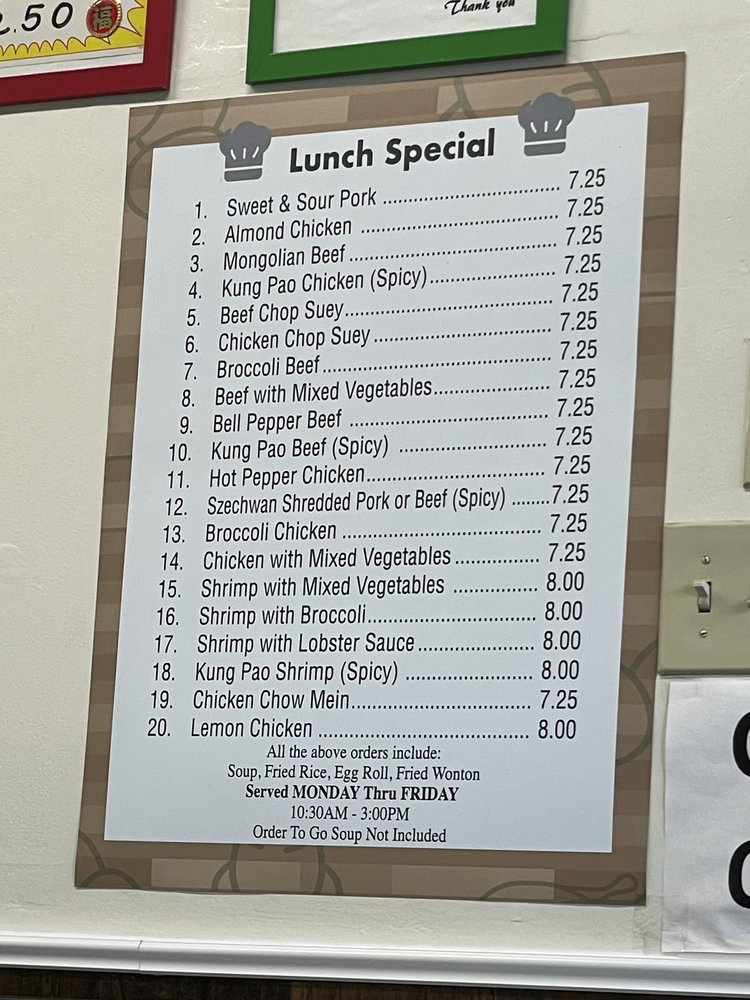 2.50 福
Thank you
Lunch Special
1. Sweet & Sour Pork ................................ 7.25
2. Almond Chicken ................................ 7.25
3. Mongolian Beef ................................ 7.25
4. Kung Pao Chicken (Spicy).................... 7.25
5. Beef Chop Suey................................ 7.25
6. Chicken Chop Suey ............................ 7.25
7. Broccoli Beef.................................... 7.25
8. Beef with Mixed Vegetables.................. 7.25
9. Bell Pepper Beef ............................... 7.25
10. Kung Pao Beef (Spicy) ....................... 7.25
11. Hot Pepper Chicken............................ 7.25
12. Szechwan Shredded Pork or Beef (Spicy) .......7.25
13. Broccoli Chicken ................................ 7.25
14. Chicken with Mixed Vegetables ............... 7.25
15. Shrimp with Mixed Vegetables ............... 8.00
16. Shrimp with Broccoli............................. 8.00
17. Shrimp with Lobster Sauce .................... 8.00
18. Kung Pao Shrimp (Spicy) ...................... 8.00
19. Chicken Chow Mein................................ 7.25
20. Lemon Chicken .................................. 8.00
All the above orders include:
Soup, Fried Rice, Egg Roll, Fried Wonton
Served MONDAY Thru FRIDAY
10:30AM - 3:00PM
Order To Go Soup Not Included